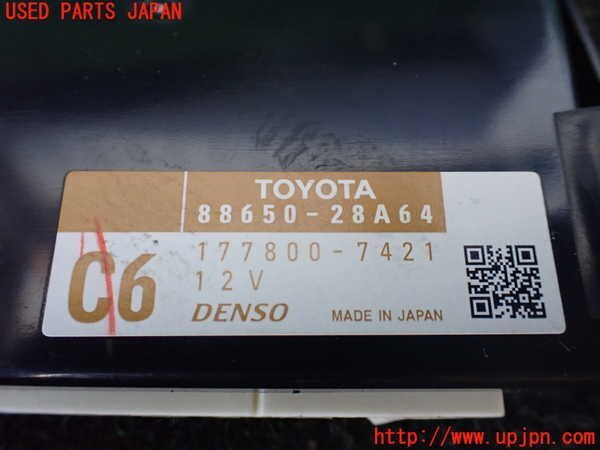 USED PARTS JAPAN
TOYOTA
88650-28A64
C6
177800-7421
12V
DENSO
MADE IN JAPAN
http://www.upjpn.com/